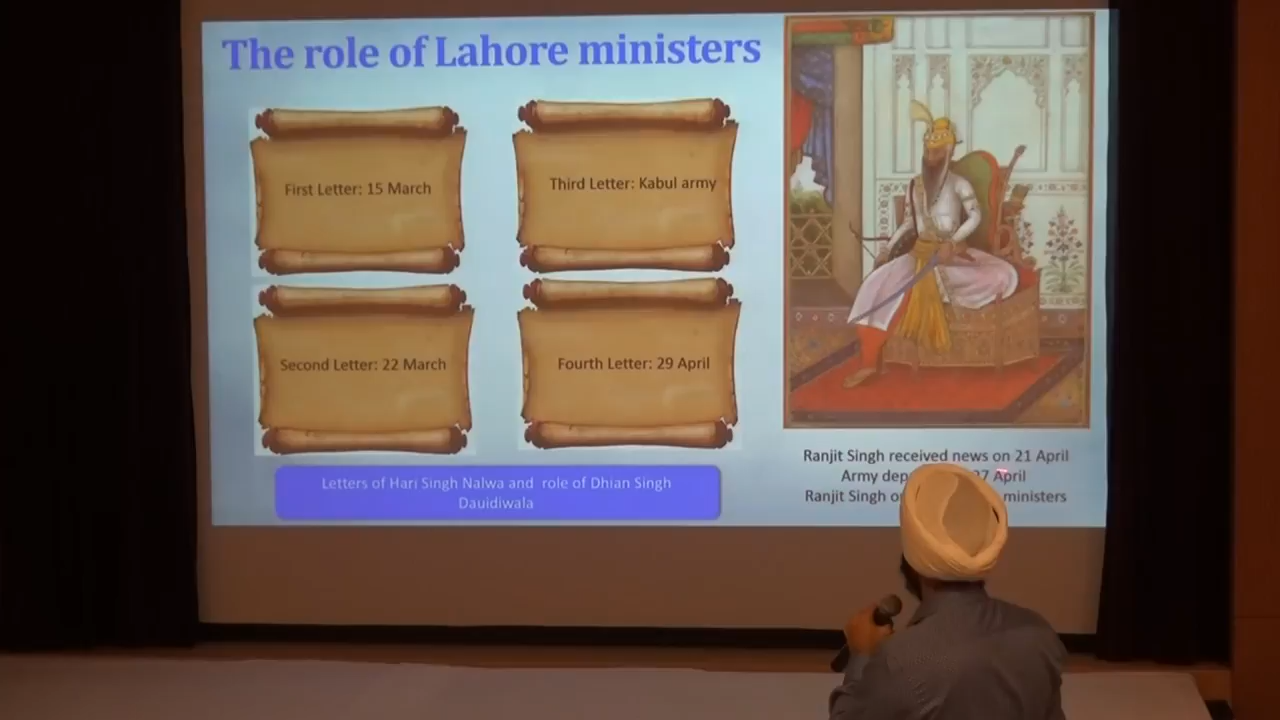 The role of Lahore ministers
First Letter: 15 March
Third Letter: Kabul army
Second Letter: 22 March
Fourth Letter: 29 April
Letters of Hari Singh Nalwa and role of Dhian Singh
Dauidiwala
Ranjit Singh received news on 21 April
Army 27 April
Ranjit Singh ministers